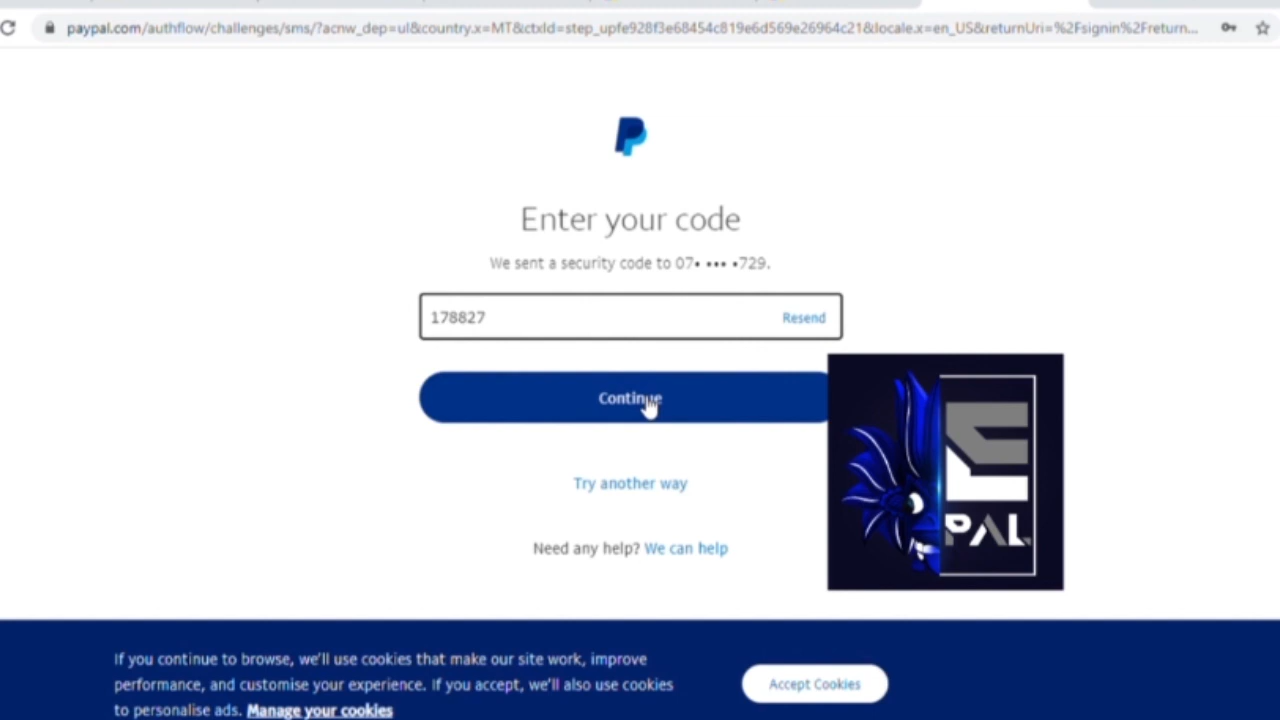 paypal.com/authflow/challenges/sms/?acnw_dep=ul&country.x=MT&ctxId=step_upfe928f3e68454c819e6d569e26964c21&locale.x=en_US&returnUri=%2Fsignin%2Freturn...
Enter your code
We sent a security code to 07• ••• •729.
178827
Resend
Continue
Try another way
Need any help? We can help
E
PAL
If you continue to browse, we’ll use cookies that make our site work, improve
performance, and customise your experience. If you accept, we’ll also use cookies
to personalise ads. Manage your cookies
Accept Cookies